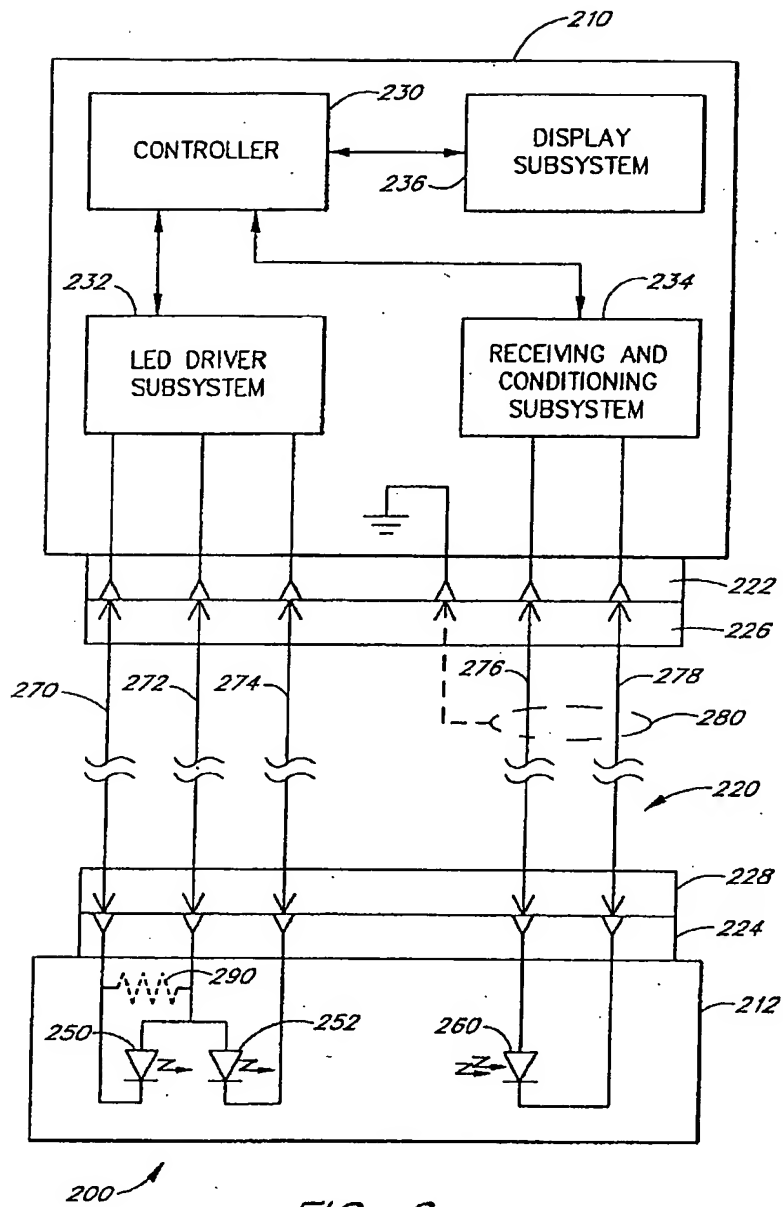 210
230
CONTROLLER
DISPLAY
SUBSYSTEM
236
232
234
LED DRIVER
SUBSYSTEM
RECEIVING AND
CONDITIONING
SUBSYSTEM
222
226
270
272
274
276
278
280
220
228
224
290
212
250
252
260
200